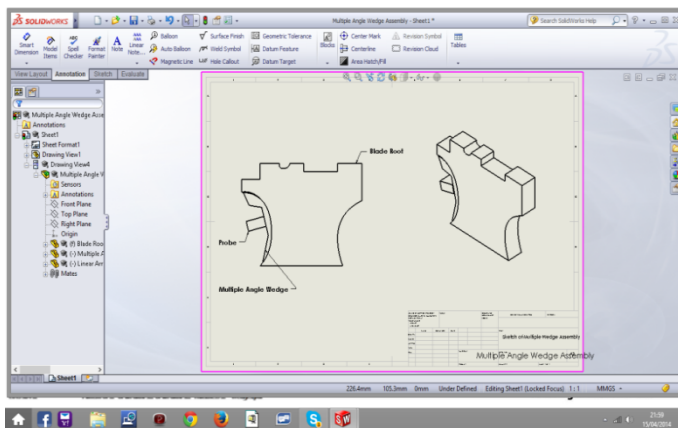 SOLIDWORKS
Multiple Angle Wedge Assembly - Sheet1 *
Search SolidWorks Help
Smart Dimension
Model Items
Spell Checker
Format Painter
Note
Linear Note...
Balloon
Auto Balloon
Magnetic Line
Surface Finish
Weld Symbol
Hole Callout
Geometric Tolerance
Datum Feature
Datum Target
Blocks
Center Mark
Centerline
Area Hatch/Fill
Revision Symbol
Revision Cloud
Tables
View Layout
Annotation
Sketch
Evaluate
Multiple Angle Wedge Asse
Annotations
Sheet1
Sheet Format1
Drawing View1
Drawing View4
Multiple Angle W
Sensors
Annotations
Front Plane
Top Plane
Right Plane
Origin
(f) Blade Roo
(-) Multiple A
(-) Linear Arr
Mates
Blade Root
Probe
Multiple Angle Wedge
Sketch of Multiple Wedge Assembly
Multiple Angle Wedge Assembly
Sheet1
226.4mm
105.3mm
0mm
Under Defined
Editing Sheet1 (Locked Focus)
1 : 1
MMGS
21:59
15/04/2014